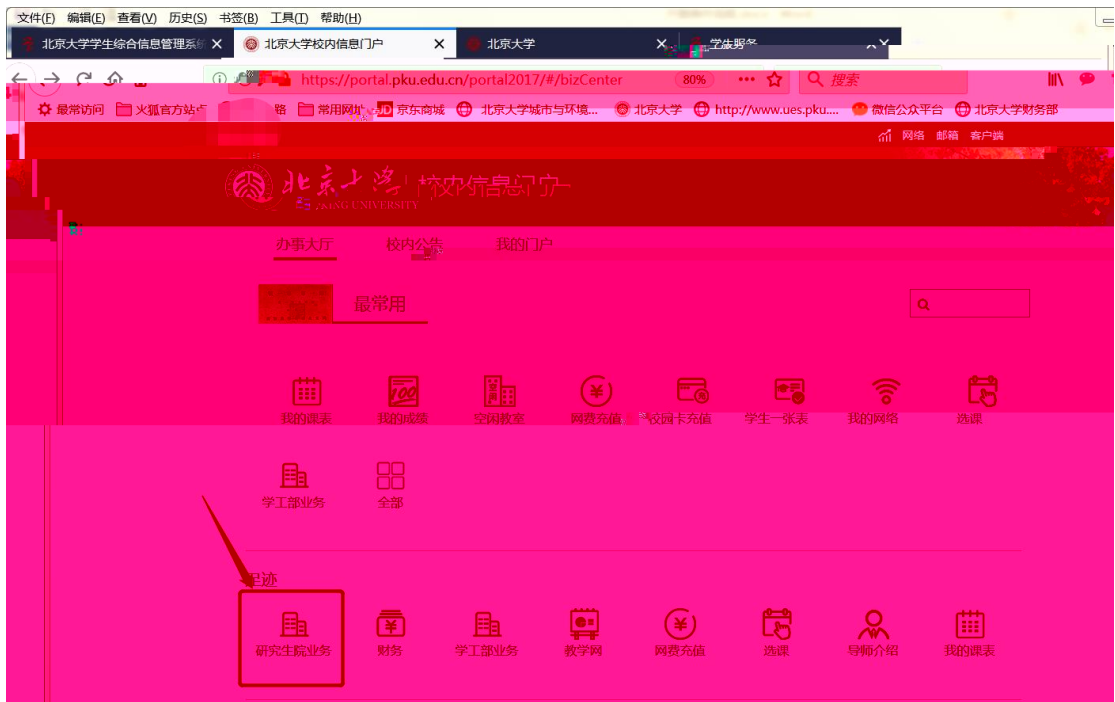 文件(F) 编辑(E) 查看(V) 历史(S) 书签(B) 工具(T) 帮助(H)
北京大学学生综合信息管理系统 北京大学校内信息门户 北京大学 学生服务
https://portal.pku.edu.cn/portal2017/#/bizCenter 80% 搜索
最常访问 火狐官方站点 常用网址 JD 京东商城 北京大学城市与环境... 北京大学 http://www.ues.pku.... 微信公众平台 北京大学财务部
网络 邮箱 客户端
北京大学 校内信息门户
UNIVERSITY
办事大厅 校内公告 我的门户
最常用
我的课表 我的成绩 空闲教室 网费充值 校园卡充值 学生一张表 我的网络 选课
学工部业务 全部
足迹
研究生院业务 财务 学工部业务 教学网 网费充值 选课 导师介绍 我的课表